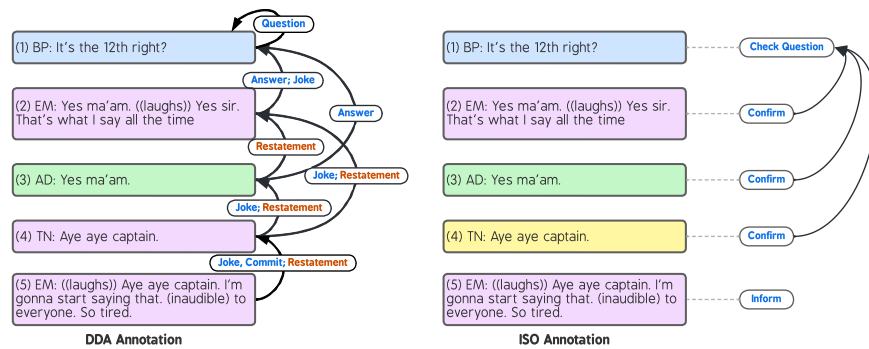 Question
(1) BP: It's the 12th right?
Answer; Joke
(2) EM: Yes ma'am. ((laughs)) Yes sir.
That's what I say all the time
Answer
Restatement
(3) AD: Yes ma'am.
Joke; Restatement
Joke; Restatement
(4) TN: Aye aye captain.
Joke, Commit; Restatement
(5) EM: ((laughs)) Aye aye captain. I'm
gonna start saying that. (inaudible) to
everyone. So tired.
DDA Annotation
(1) BP: It's the 12th right?
Check Question
(2) EM: Yes ma'am. ((laughs)) Yes sir.
That's what I say all the time
Confirm
(3) AD: Yes ma'am.
Confirm
(4) TN: Aye aye captain.
Confirm
(5) EM: ((laughs)) Aye aye captain. I'm
gonna start saying that. (inaudible) to
everyone. So tired.
Inform
ISO Annotation